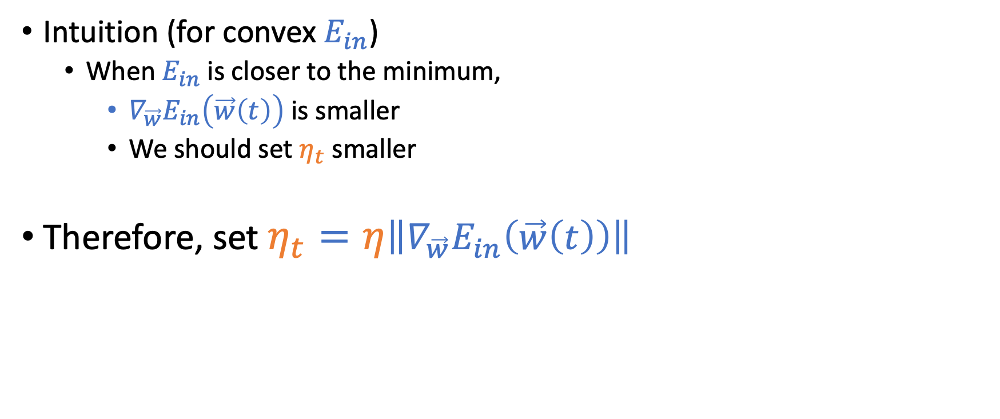 • Intuition (for convex $E_{in}$)
• When $E_{in}$ is closer to the minimum,
• $\nabla_{\vec{w}} E_{in}(\vec{w}(t))$ is smaller
• We should set $\eta_t$ smaller
• Therefore, set $\eta_t = \eta \|\nabla_{\vec{w}} E_{in}(\vec{w}(t))\|$